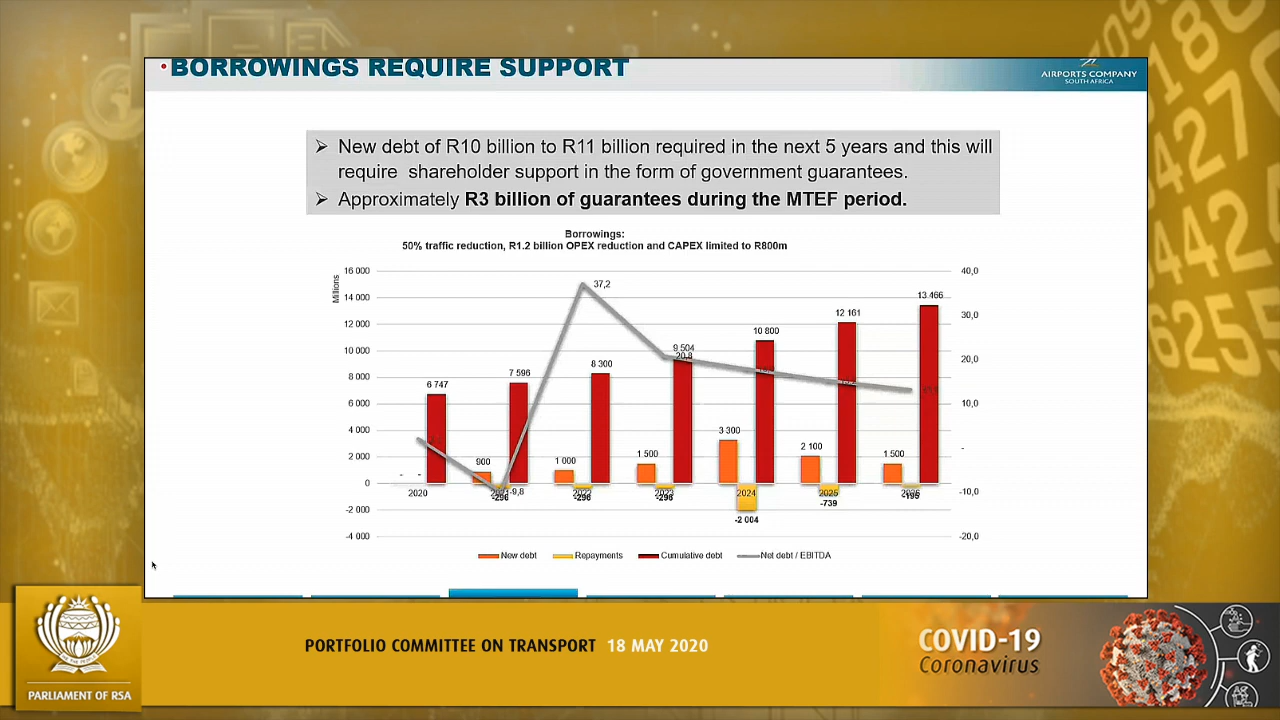 •BORROWINGS REQUIRE SUPPORT
AIRPORTS COMPANY
SOUTH AFRICA
New debt of R10 billion to R11 billion required in the next 5 years and this will
require shareholder support in the form of government guarantees.
Approximately R3 billion of guarantees during the MTEF period.
Borrowings:
50% traffic reduction, R1.2 billion OPEX reduction and CAPEX limited to R800m
Millions
16 000
14 000
12 000
10 000
8 000
6 000
4 000
2 000
0
-2 000
-4 000
40,0
30,0
20,0
10,0
-
-10,0
-20,0
6 747
7 596
8 300
9 504
10 800
12 161
13 466
37,2
20,8
-9,8
- -
900
1 000
1 500
3 300
2 100
1 500
2020
2024
2025
-296
-296
-296
-2 004
-739
New debt
Repayments
Cumulative debt
Net debt / EBITDA
PARLIAMENT OF RSA
PORTFOLIO COMMITTEE ON TRANSPORT 18 MAY 2020
COVID-19
Coronavirus